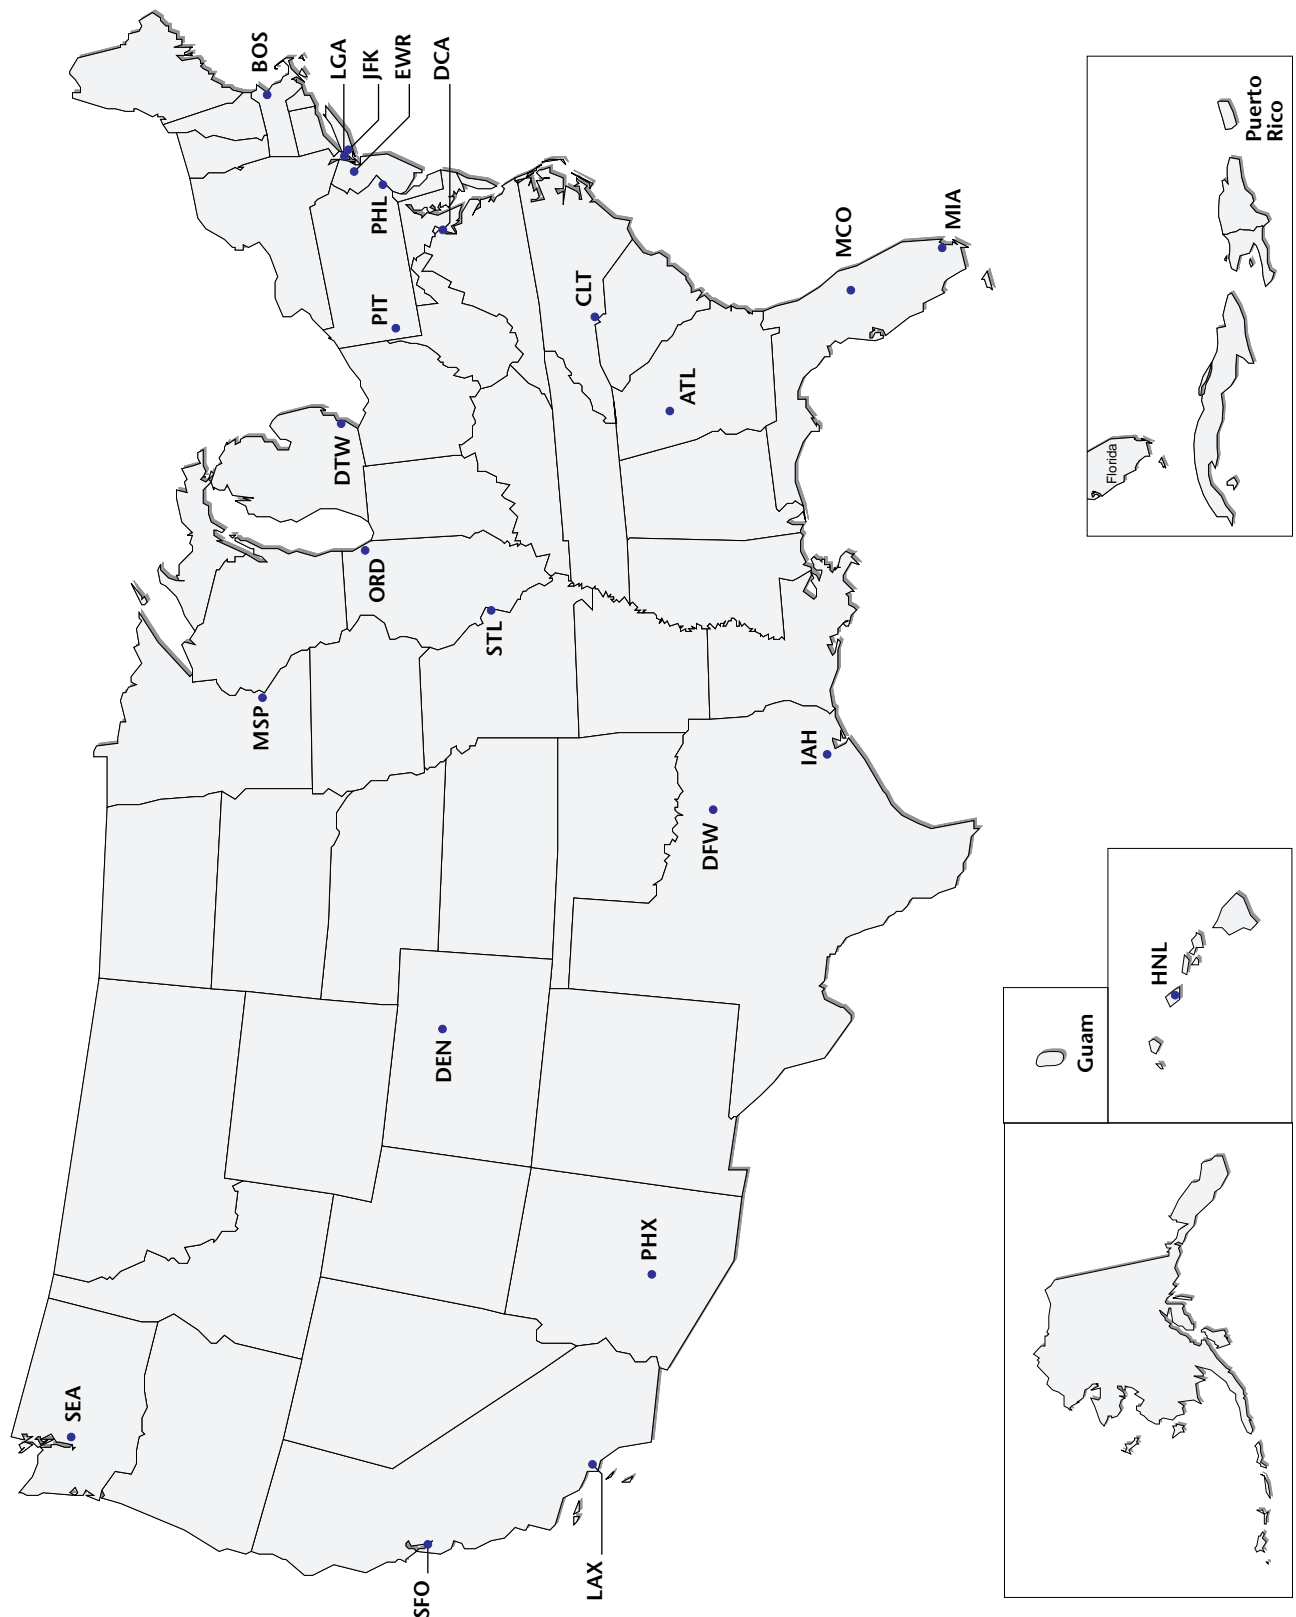 SEA
MSP
BOS
DTW
LGA
JFK
EWR
DCA
ORD
PIT
PHL
SFO
DEN
STL
LAX
PHX
CLT
ATL
DFW
IAH
MCO
MIA
Guam
HNL
Florida
Puerto
Rico